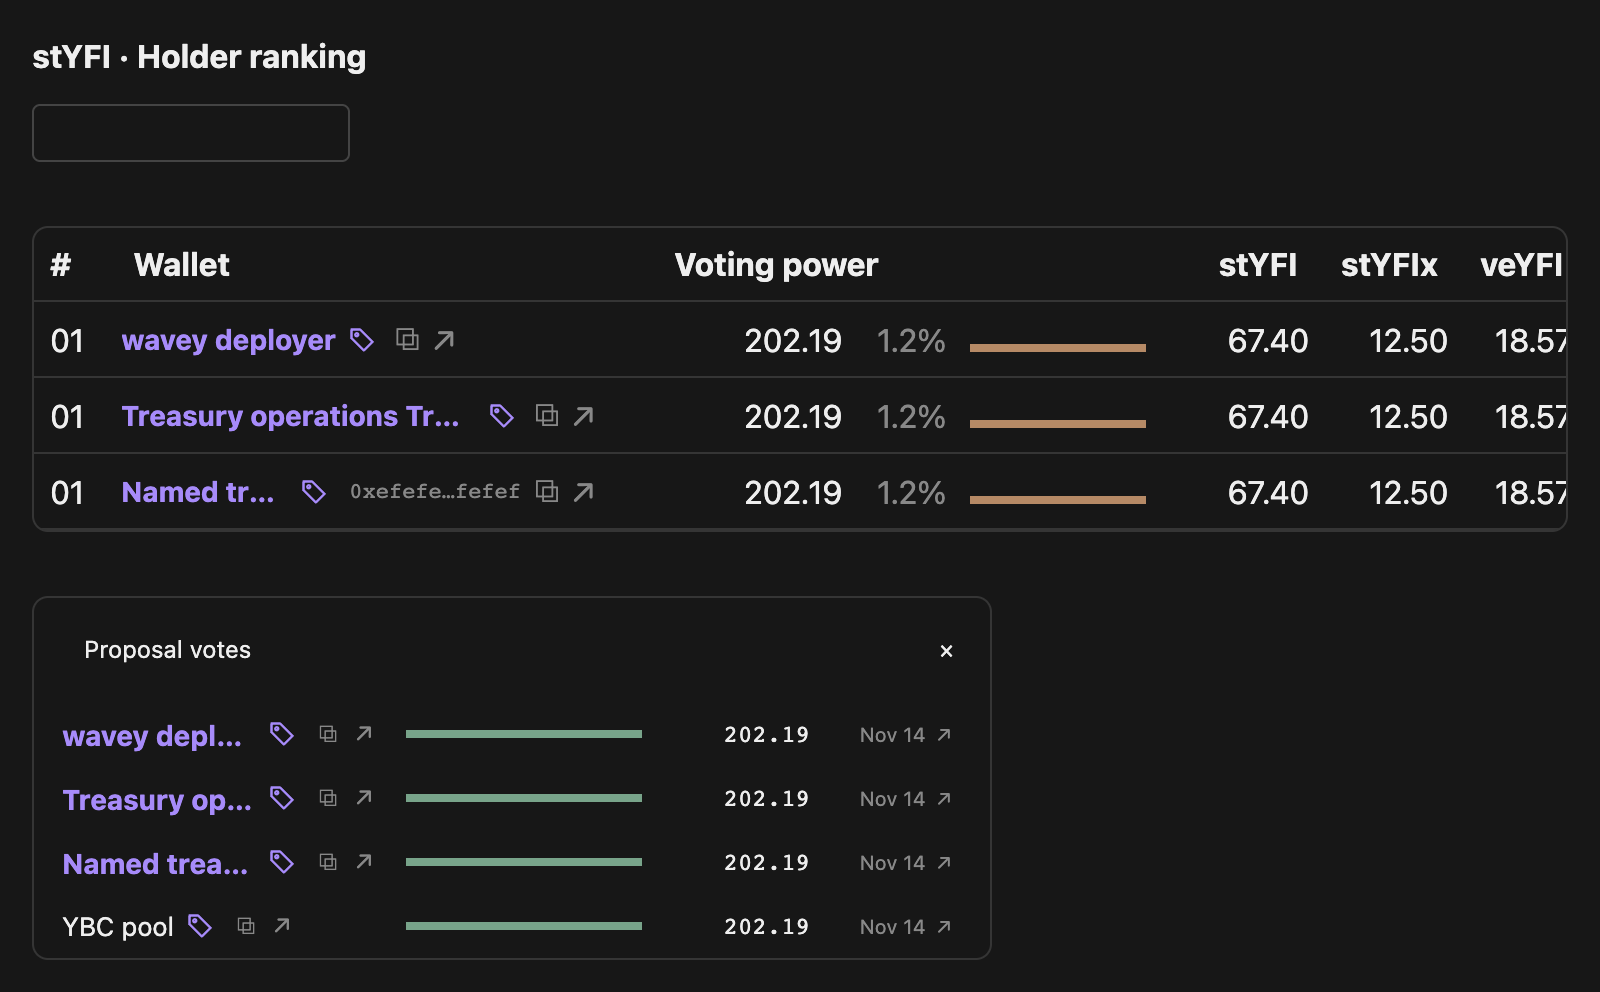 stYFI · Holder ranking
# Wallet Voting power stYFI stYFIx veYFI
01 wavey deployer 202.19 1.2% 67.40 12.50 18.57
01 Treasury operations Tr... 202.19 1.2% 67.40 12.50 18.57
01 Named tr... 0xefefe…fefef 202.19 1.2% 67.40 12.50 18.57
Proposal votes ×
wavey depl... 202.19 Nov 14 ↗
Treasury op... 202.19 Nov 14 ↗
Named trea... 202.19 Nov 14 ↗
YBC pool 202.19 Nov 14 ↗